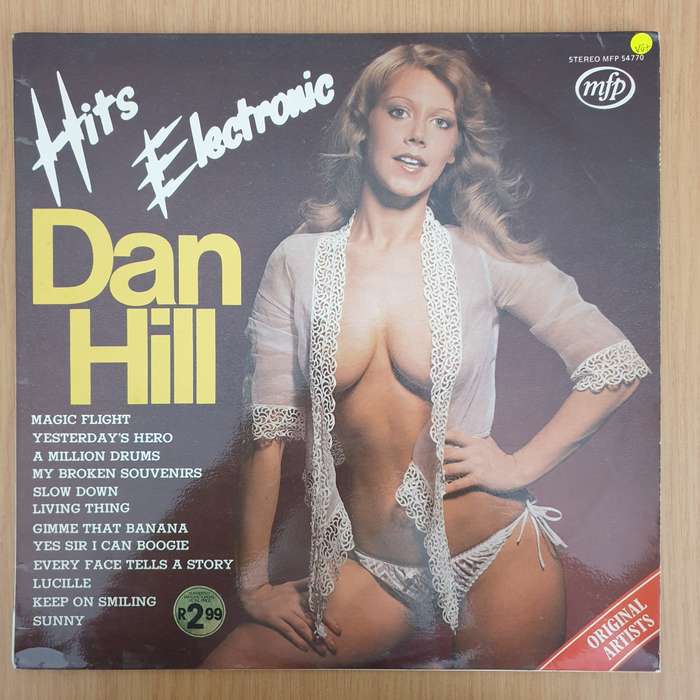 Hits
Electronic
STEREO MFP 54770
mfp
Dan
Hill
MAGIC FLIGHT
YESTERDAY'S HERO
A MILLION DRUMS
MY BROKEN SOUVENIRS
SLOW DOWN
LIVING THING
GIMME THAT BANANA
YES SIR I CAN BOOGIE
EVERY FACE TELLS A STORY
LUCILLE
KEEP ON SMILING
SUNNY
R2.99
ORIGINAL
ARTISTS